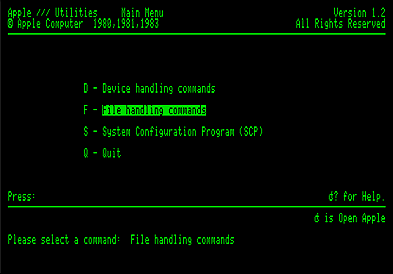 Apple /// Utilities Main Menu Version 1.2
© Apple Computer 1980,1981,1983 All Rights Reserved
D - Device handling commands
F - File handling commands
S - System Configuration Program (SCP)
Q - Quit
Press: ? for Help.
is Open Apple
Please select a command: File handling commands